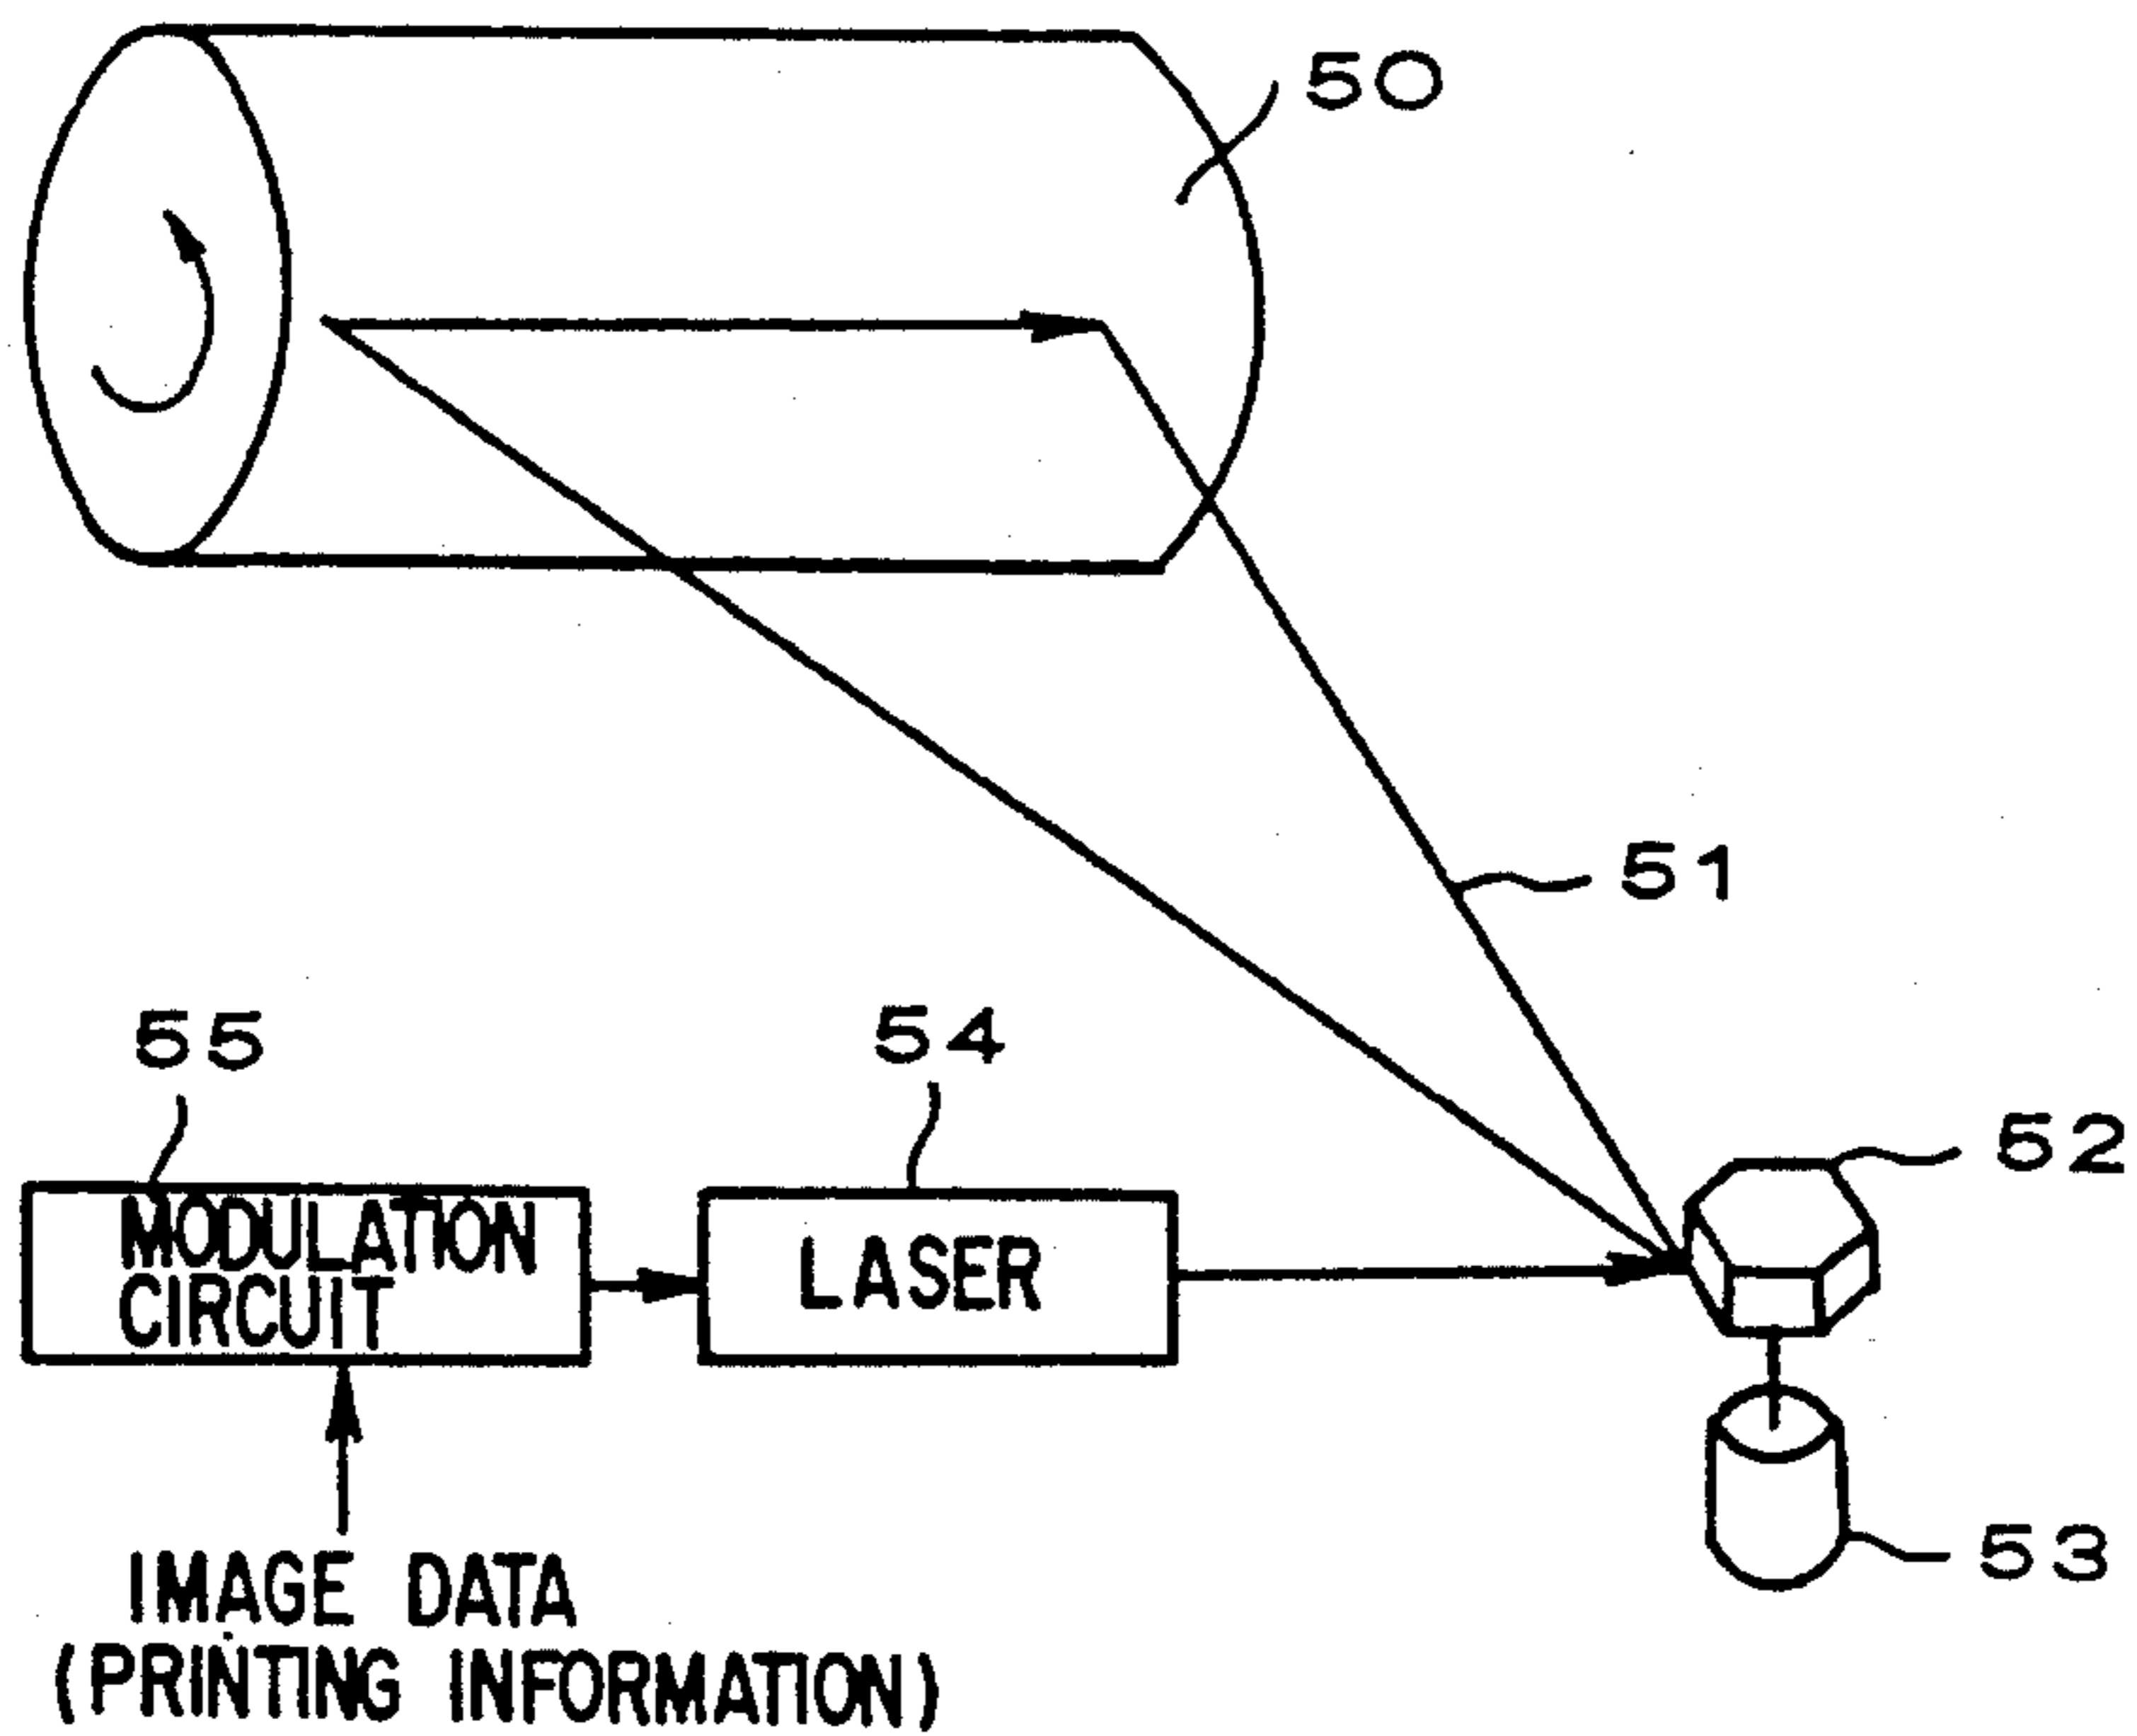 50
51
55
54
52
MODULATION
CIRCUIT
LASER
53
IMAGE DATA
(PRINTING INFORMATION)